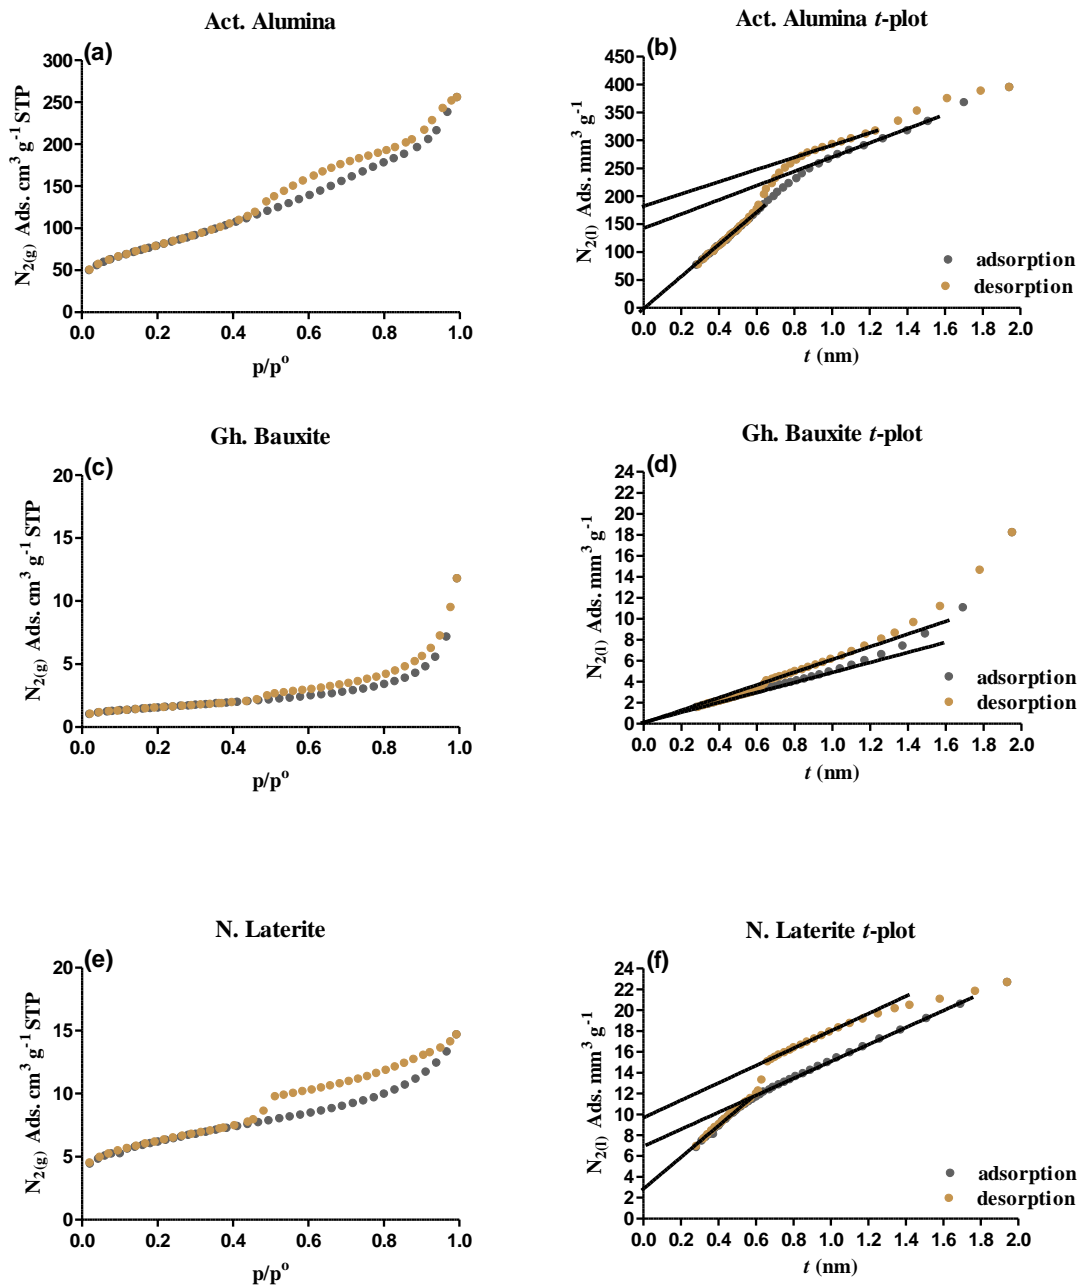 Act. Alumina
(a)
N2(g) Ads. cm³ g⁻¹ STP
300
250
200
150
100
50
0
0.0 0.2 0.4 0.6 0.8 1.0
p/pº
Act. Alumina t-plot
(b)
N2(l) Ads. mm³ g⁻¹
450
400
350
300
250
200
150
100
50
0
adsorption
desorption
0.0 0.2 0.4 0.6 0.8 1.0 1.2 1.4 1.6 1.8 2.0
t (nm)
Gh. Bauxite
(c)
N2(g) Ads. cm³ g⁻¹ STP
20
15
10
5
0
0.0 0.2 0.4 0.6 0.8 1.0
p/pº
Gh. Bauxite t-plot
(d)
N2(l) Ads. mm³ g⁻¹
24
22
20
18
16
14
12
10
8
6
4
2
0
adsorption
desorption
0.0 0.2 0.4 0.6 0.8 1.0 1.2 1.4 1.6 1.8 2.0
t (nm)
N. Laterite
(e)
N2(g) Ads. cm³ g⁻¹ STP
20
15
10
5
0
0.0 0.2 0.4 0.6 0.8 1.0
p/pº
N. Laterite t-plot
(f)
N2(l) Ads. mm³ g⁻¹
24
22
20
18
16
14
12
10
8
6
4
2
0
adsorption
desorption
0.0 0.2 0.4 0.6 0.8 1.0 1.2 1.4 1.6 1.8 2.0
t (nm)